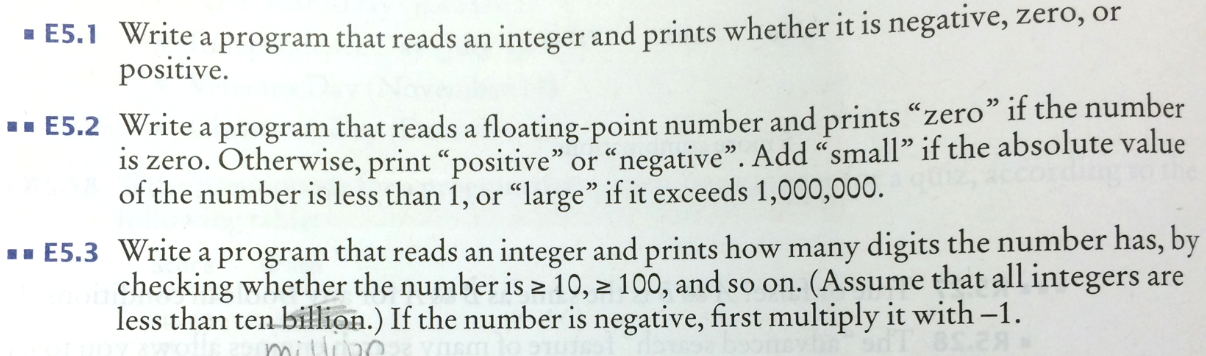 E5.1 Write a program that reads an integer and prints whether it is negative, zero, or
positive.
E5.2 Write a program that reads a floating-point number and prints “zero” if the number
is zero. Otherwise, print “positive” or “negative”. Add “small” if the absolute value
of the number is less than 1, or “large” if it exceeds 1,000,000.
E5.3 Write a program that reads an integer and prints how many digits the number has, by
checking whether the number is ≥ 10, ≥ 100, and so on. (Assume that all integers are
less than ten billion.) If the number is negative, first multiply it with –1.
million